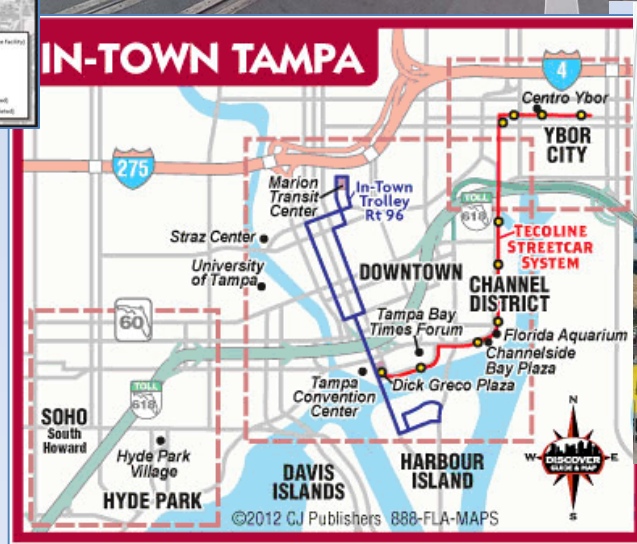 Facility)
IN-TOWN TAMPA
4
Centro Ybor
YBOR
CITY
275
Marion
Transit
Center
In-Town
Trolley
Rt 96
TOLL
618
Straz Center
TECOLINE
STREETCAR
SYSTEM
University
of Tampa
DOWNTOWN
CHANNEL
DISTRICT
60
Tampa Bay
Times Forum
Florida Aquarium
Channelside
Bay Plaza
Tampa
Convention
Center
Dick Greco Plaza
TOLL
618
SOHO
South
Howard
Hyde Park
Village
HYDE PARK
DAVIS
ISLANDS
HARBOUR
ISLAND
N
W
E
S
DISCOVER
GUIDE & MAP
©2012 CJ Publishers 888-FLA-MAPS